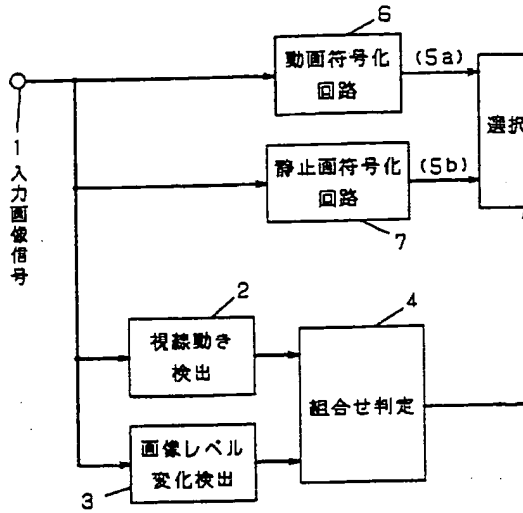 6
動画符号化
回路
(5a)
選択
1
入力画像信号
静止画符号化
回路
(5b)
7
2
視線動き
検出
4
組合せ判定
画像レベル
変化検出
3